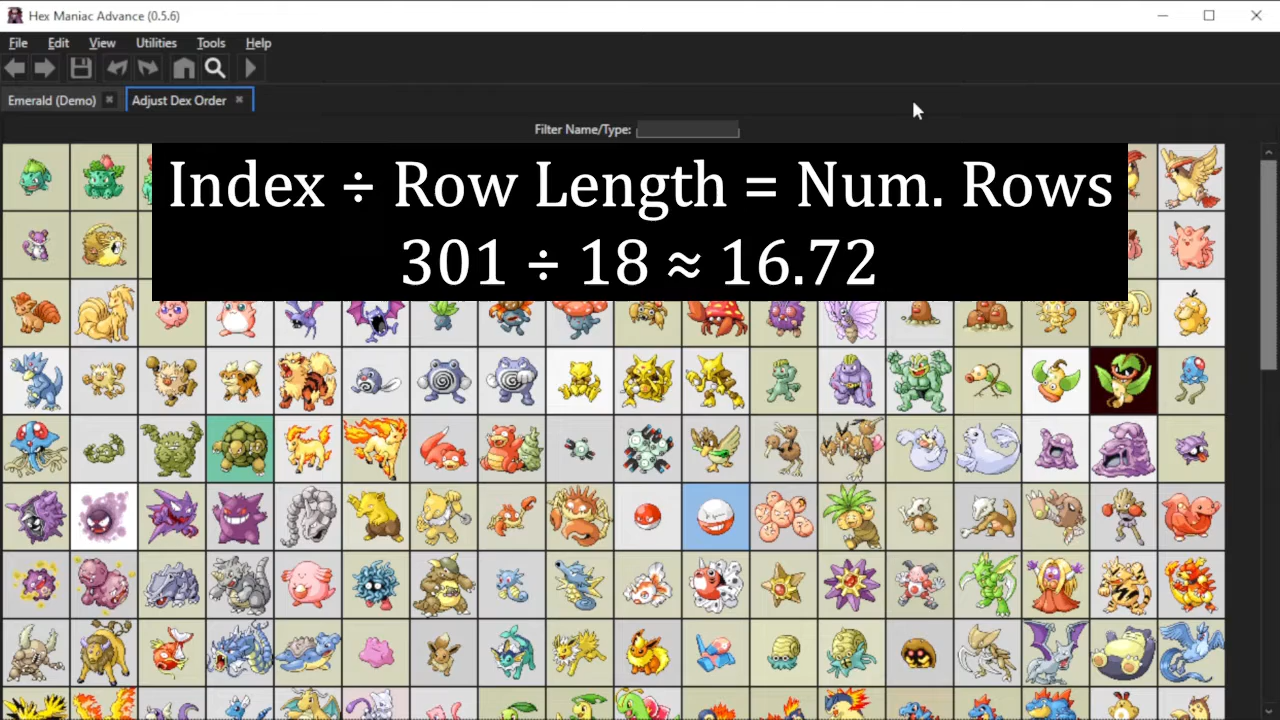 Hex Maniac Advance (0.5.6)
File Edit View Utilities Tools Help
Emerald (Demo) Adjust Dex Order
Filter Name/Type:
Index ÷ Row Length = Num. Rows
301 ÷ 18 ≈ 16.72